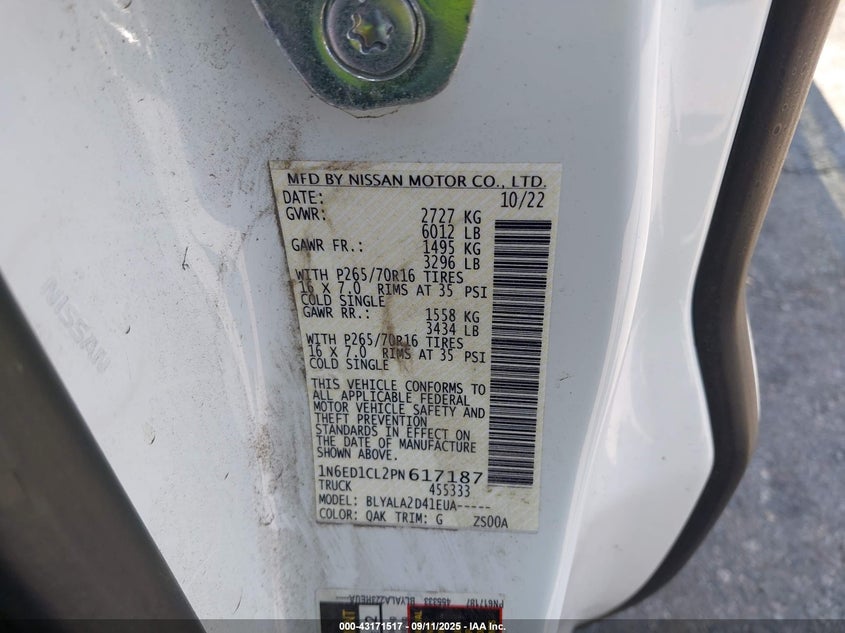 MFD BY NISSAN MOTOR CO., LTD.
DATE: 10/22
GVWR: 2727 KG
6012 LB
GAWR FR.: 1495 KG
3296 LB
WITH P265/70R16 TIRES
16 X 7.0 RIMS AT 35 PSI
COLD SINGLE
GAWR RR.: 1558 KG
3434 LB
WITH P265/70R16 TIRES
16 X 7.0 RIMS AT 35 PSI
COLD SINGLE
THIS VEHICLE CONFORMS TO
ALL APPLICABLE FEDERAL
MOTOR VEHICLE SAFETY AND
THEFT PREVENTION
STANDARDS IN EFFECT ON
THE DATE OF MANUFACTURE
SHOWN ABOVE.
1N6ED1CL2PN617187
TRUCK 455333
MODEL: BLYALA2D41EUA-----
COLOR: QAK TRIM: G ZS00A
NISSAN
PN617187 455333
000-43171517 - 09/11/2025 - IAA Inc.